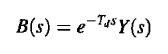 B(s) = e^{-T_d s} Y(s)